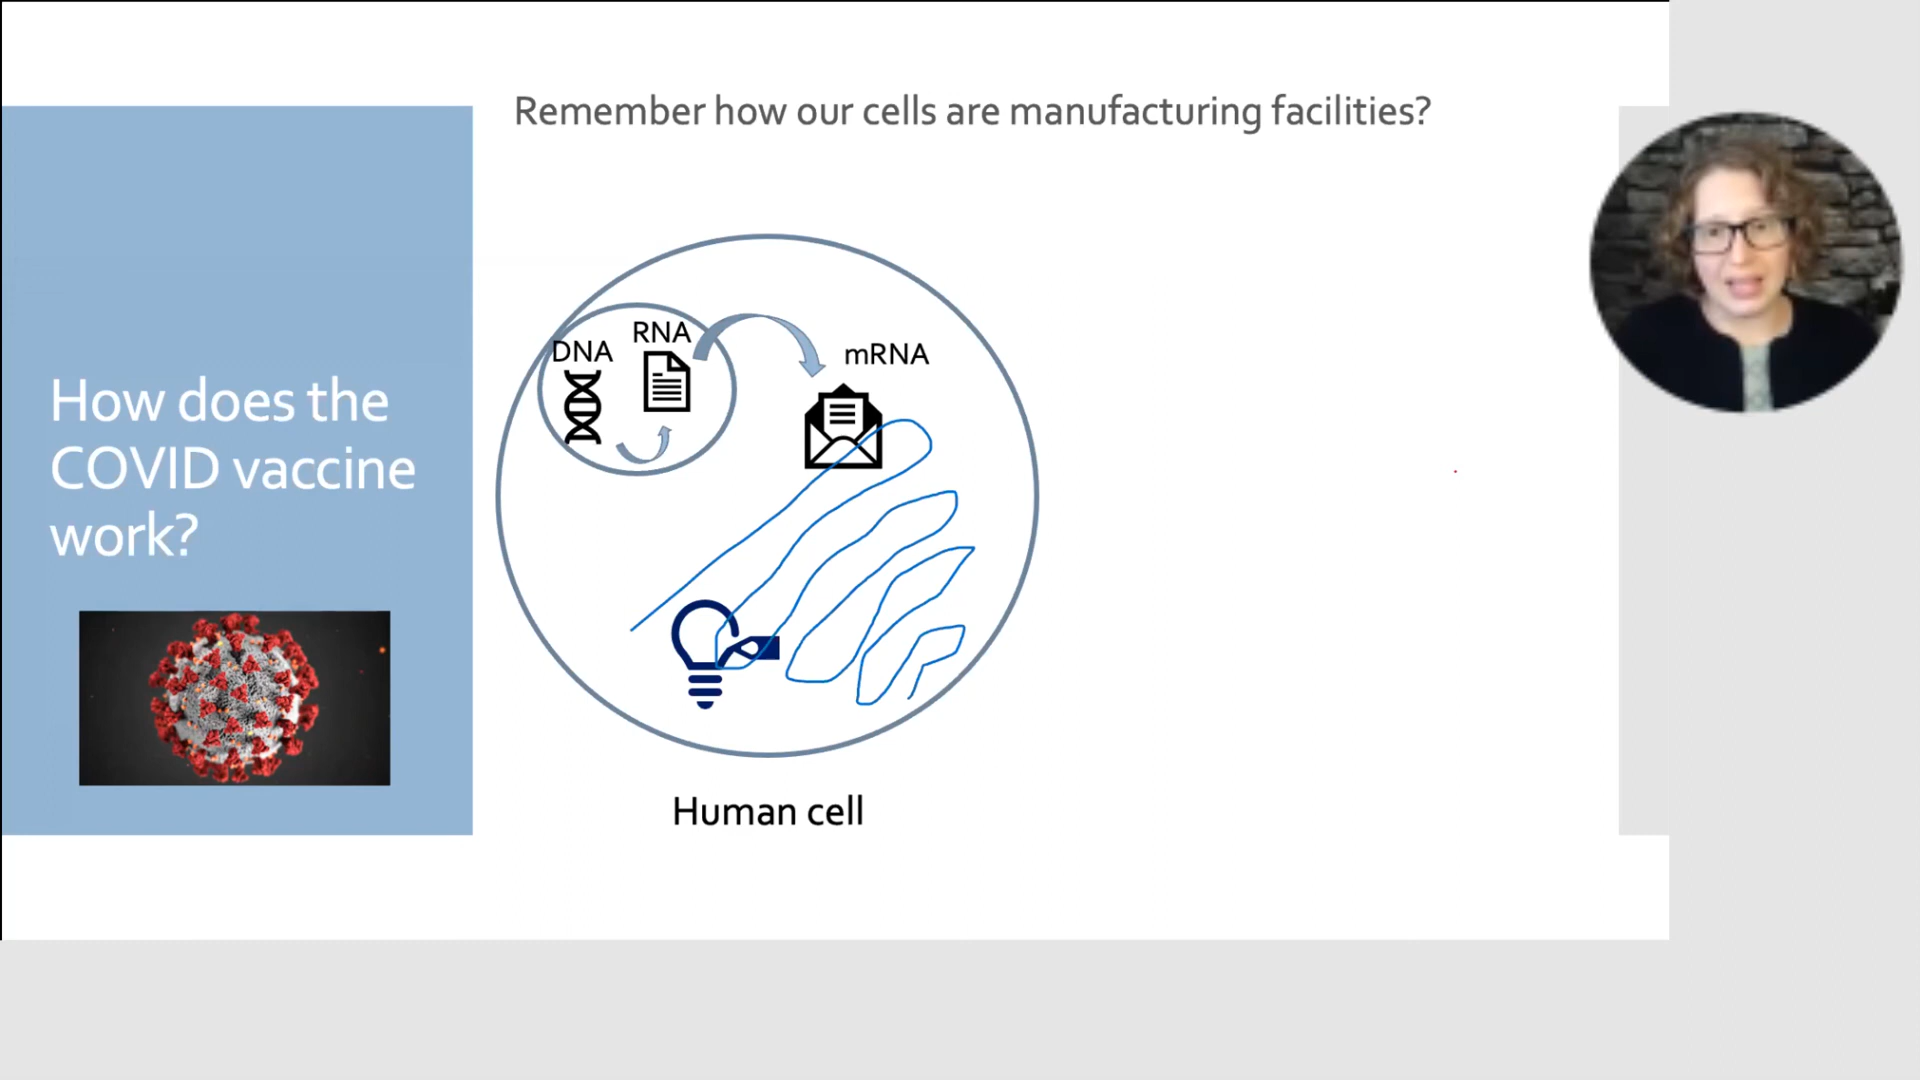 Remember how our cells are manufacturing facilities?
How does the
COVID vaccine
work?
DNA
RNA
mRNA
Human cell